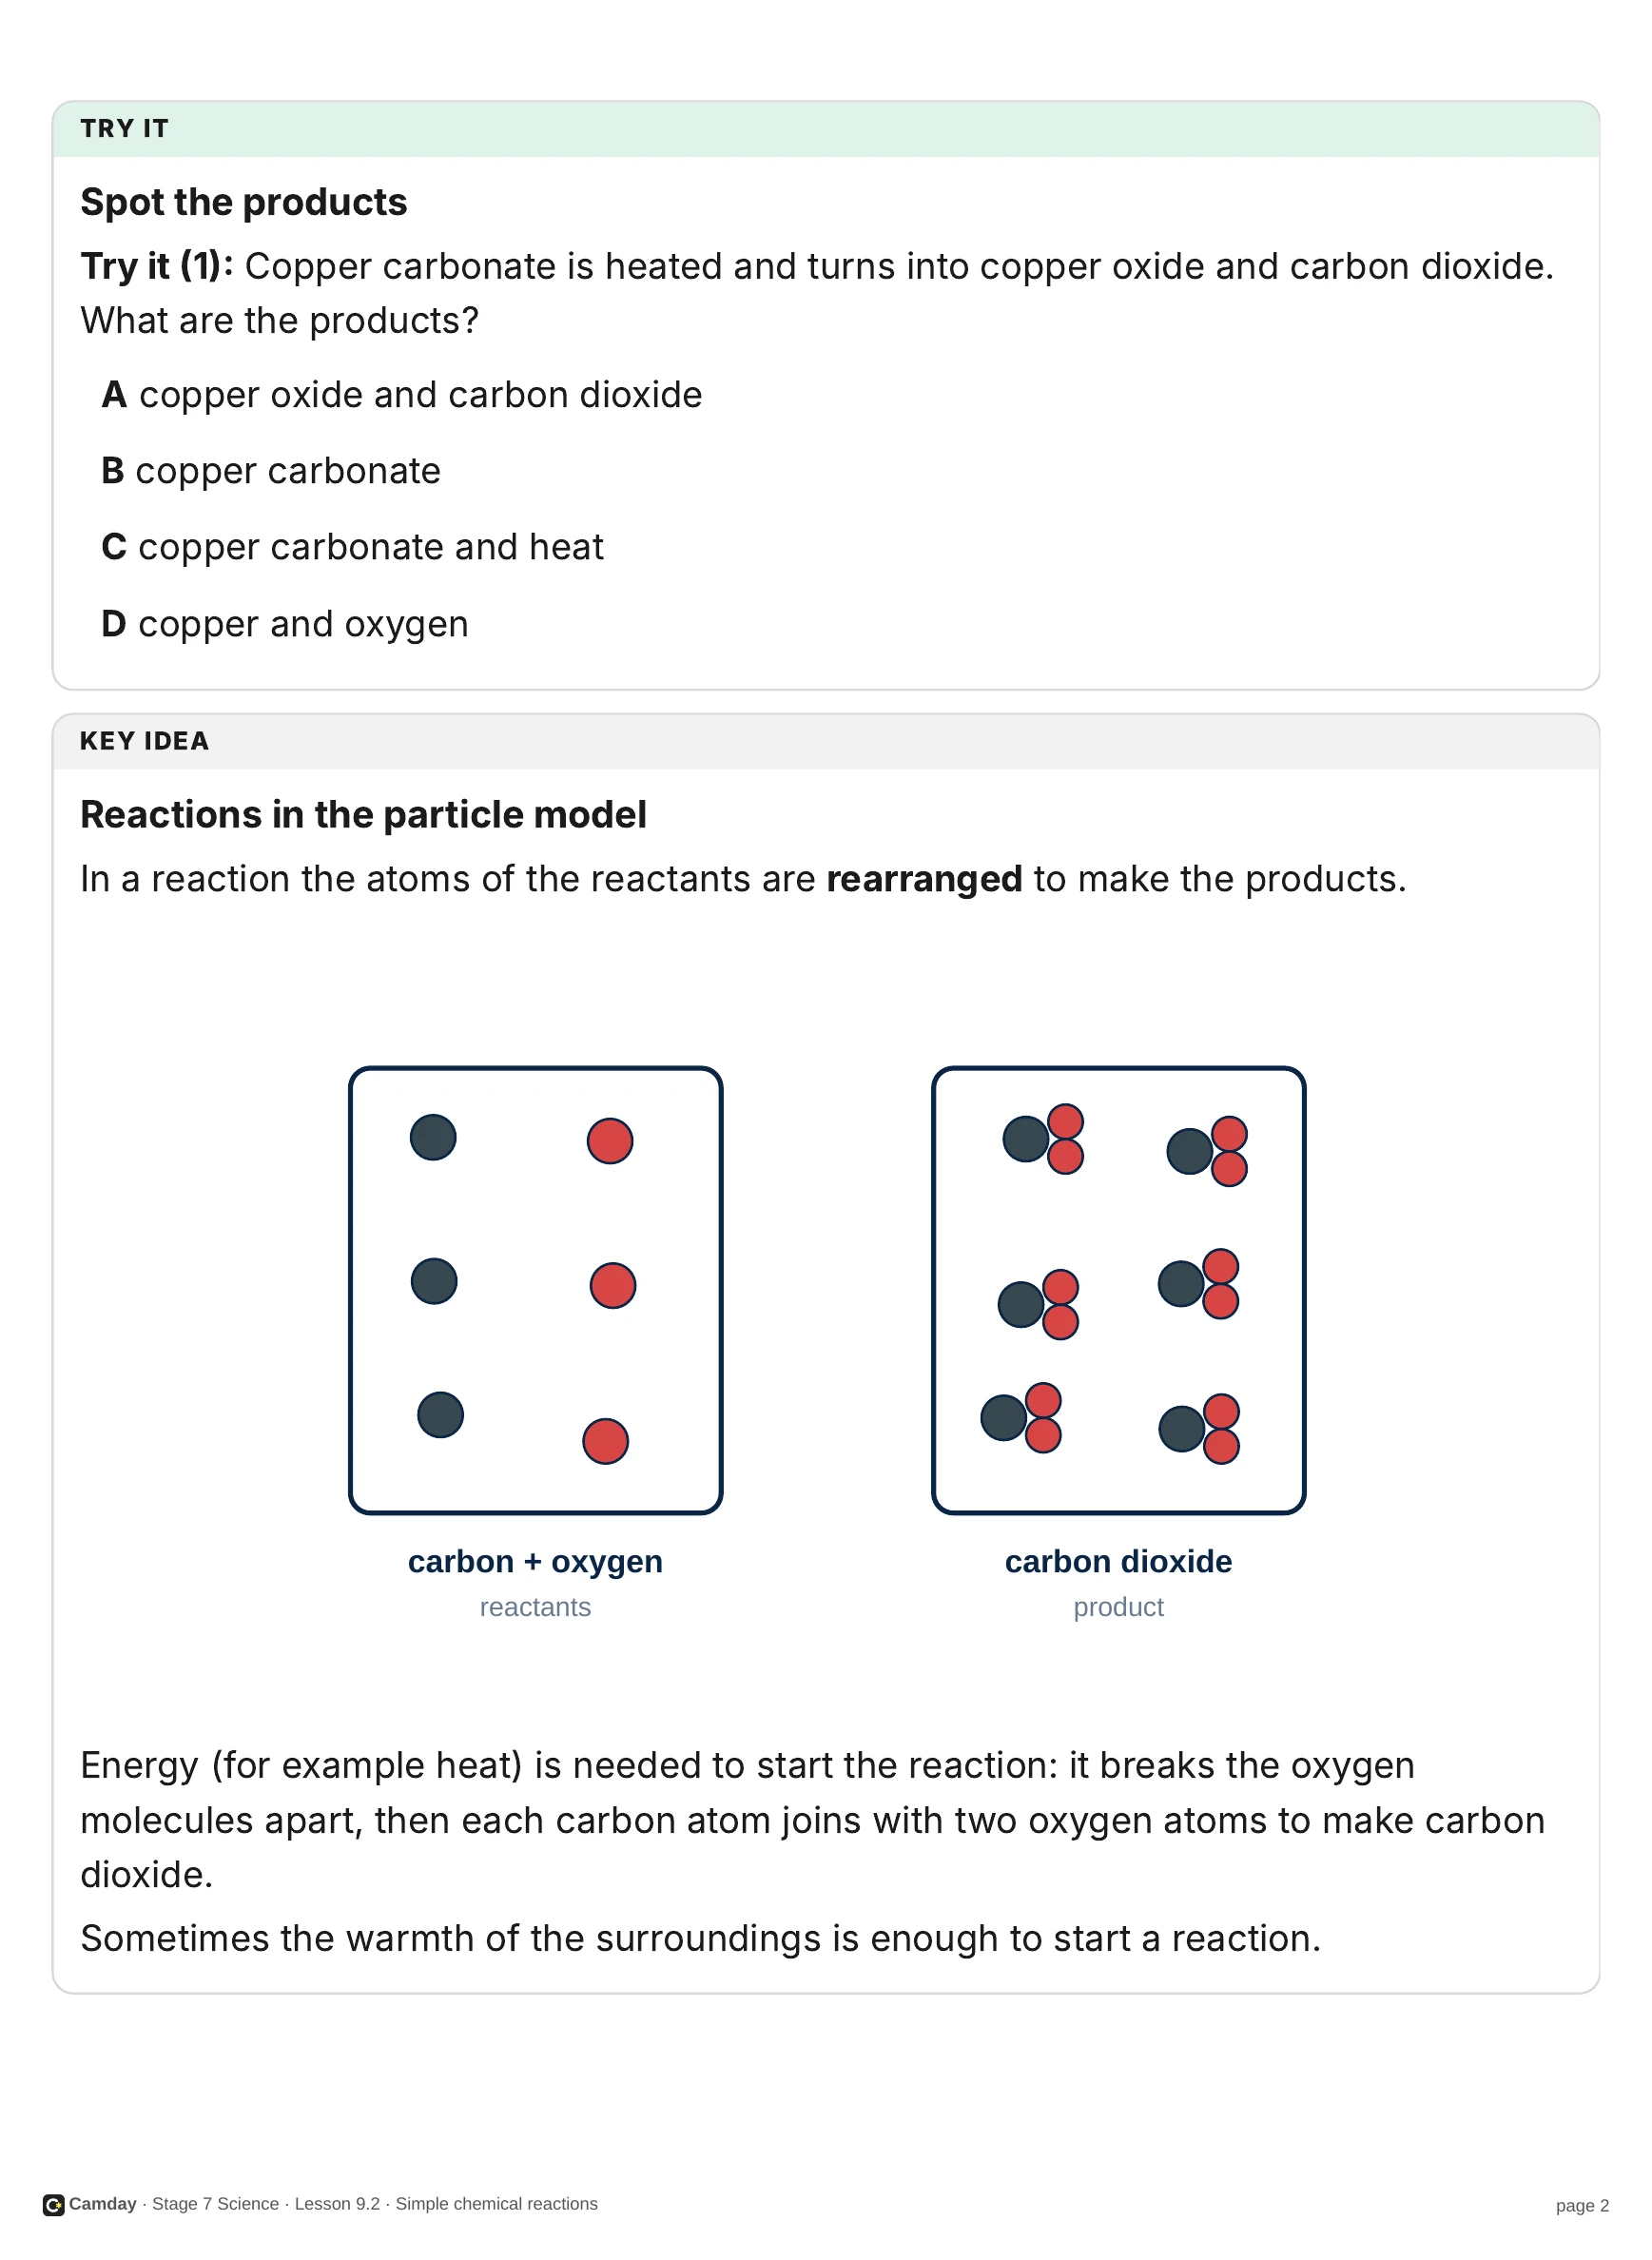 TRY IT
Spot the products
Try it (1): Copper carbonate is heated and turns into copper oxide and carbon dioxide.
What are the products?
A copper oxide and carbon dioxide
B copper carbonate
C copper carbonate and heat
D copper and oxygen
KEY IDEA
Reactions in the particle model
In a reaction the atoms of the reactants are rearranged to make the products.
carbon + oxygen
reactants
carbon dioxide
product
Energy (for example heat) is needed to start the reaction: it breaks the oxygen
molecules apart, then each carbon atom joins with two oxygen atoms to make carbon
dioxide.
Sometimes the warmth of the surroundings is enough to start a reaction.
Camday · Stage 7 Science · Lesson 9.2 · Simple chemical reactions
page 2